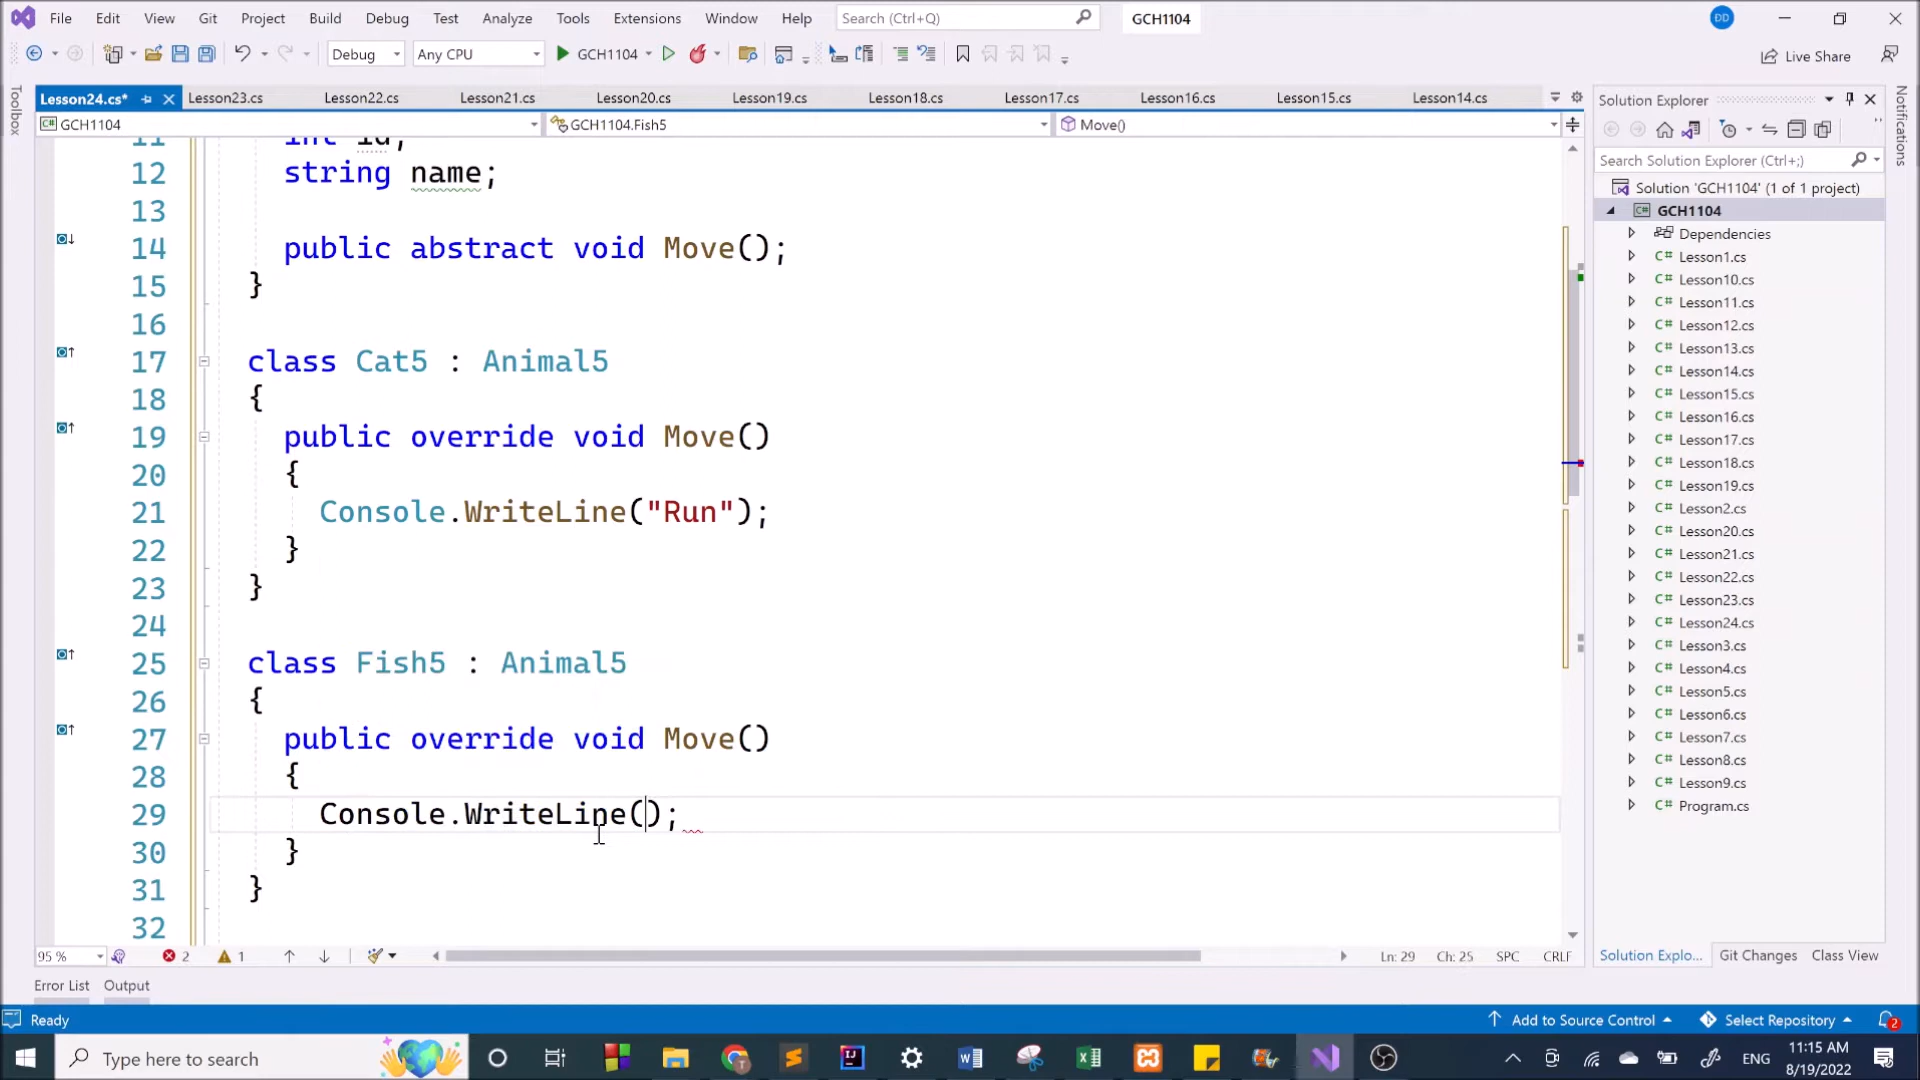 File Edit View Git Project Build Debug Test Analyze Tools Extensions Window Help Search (Ctrl+Q) GCH1104 DD
Debug Any CPU GCH1104 Live Share
Toolbox
Lesson24.cs* Lesson23.cs Lesson22.cs Lesson21.cs Lesson20.cs Lesson19.cs Lesson18.cs Lesson17.cs Lesson16.cs Lesson15.cs Lesson14.cs
GCH1104 GCH1104.Fish5 Move()
11 int id;
12 string name;
13
14 public abstract void Move();
15 }
16
17 class Cat5 : Animal5
18 {
19 public override void Move()
20 {
21 Console.WriteLine("Run");
22 }
23 }
24
25 class Fish5 : Animal5
26 {
27 public override void Move()
28 {
29 Console.WriteLine();
30 }
31 }
32
95 % 2 1 Ln: 29 Ch: 25 SPC CRLF
Solution Explorer
Search Solution Explorer (Ctrl+;)
Solution 'GCH1104' (1 of 1 project)
GCH1104
Dependencies
C# Lesson1.cs
C# Lesson10.cs
C# Lesson11.cs
C# Lesson12.cs
C# Lesson13.cs
C# Lesson14.cs
C# Lesson15.cs
C# Lesson16.cs
C# Lesson17.cs
C# Lesson18.cs
C# Lesson19.cs
C# Lesson2.cs
C# Lesson20.cs
C# Lesson21.cs
C# Lesson22.cs
C# Lesson23.cs
C# Lesson24.cs
C# Lesson3.cs
C# Lesson4.cs
C# Lesson5.cs
C# Lesson6.cs
C# Lesson7.cs
C# Lesson8.cs
C# Lesson9.cs
C# Program.cs
Solution Explo... Git Changes Class View
Notifications
Error List Output
Ready Add to Source Control Select Repository 2
Type here to search ENG 11:15 AM
8/19/2022